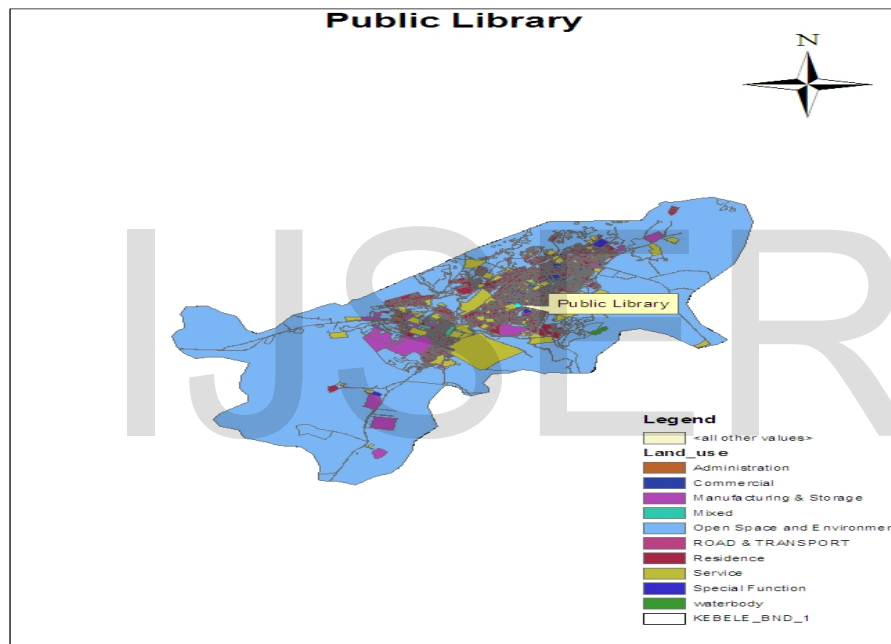 Public Library
N
IJSER
Public Library
Legend
<all other values>
Land_use
Administration
Commercial
Manufacturing & Storage
Mixed
Open Space and Environmen
ROAD & TRANSPORT
Residence
Service
Special Function
waterbody
KEBELE_BND_1